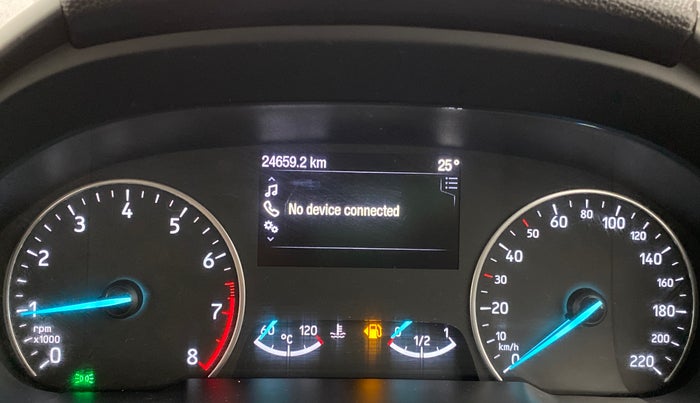 24659.2 km 25°
No device connected
0 1 2 3 4 5 6 7 8
rpm
x1000
60 120
°C
0 1/2 1
0 10 20 30 40 50 60 80 100 120 140 160 180 200 220
km/h